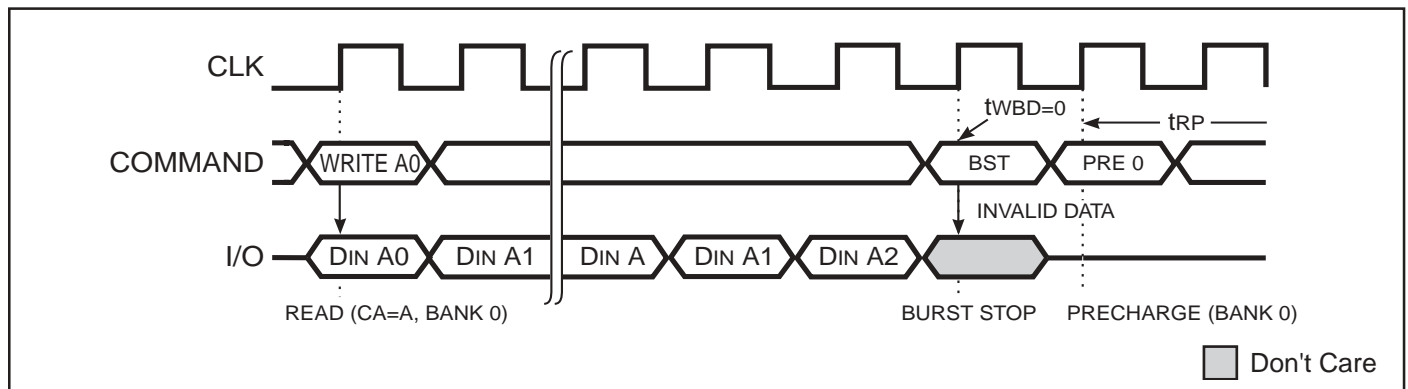 CLK
tWBD=0
tRP
COMMAND
WRITE A0
BST
PRE 0
INVALID DATA
I/O
DIN A0
DIN A1
DIN A
DIN A1
DIN A2
READ (CA=A, BANK 0)
BURST STOP
PRECHARGE (BANK 0)
Don't Care